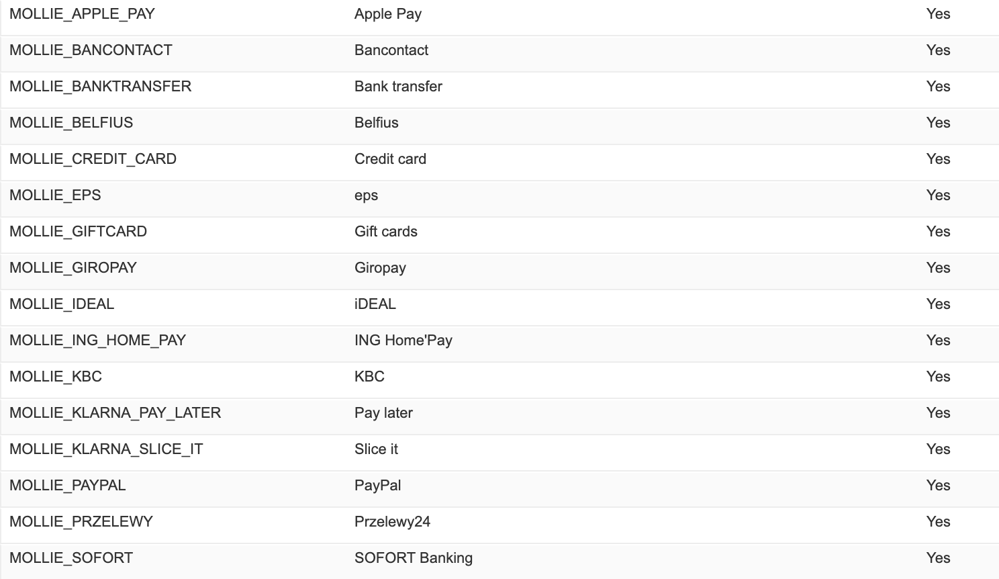 MOLLIE_APPLE_PAY Apple Pay Yes
MOLLIE_BANCONTACT Bancontact Yes
MOLLIE_BANKTRANSFER Bank transfer Yes
MOLLIE_BELFIUS Belfius Yes
MOLLIE_CREDIT_CARD Credit card Yes
MOLLIE_EPS eps Yes
MOLLIE_GIFTCARD Gift cards Yes
MOLLIE_GIROPAY Giropay Yes
MOLLIE_IDEAL iDEAL Yes
MOLLIE_ING_HOME_PAY ING Home'Pay Yes
MOLLIE_KBC KBC Yes
MOLLIE_KLARNA_PAY_LATER Pay later Yes
MOLLIE_KLARNA_SLICE_IT Slice it Yes
MOLLIE_PAYPAL PayPal Yes
MOLLIE_PRZELEWY Przelewy24 Yes
MOLLIE_SOFORT SOFORT Banking Yes